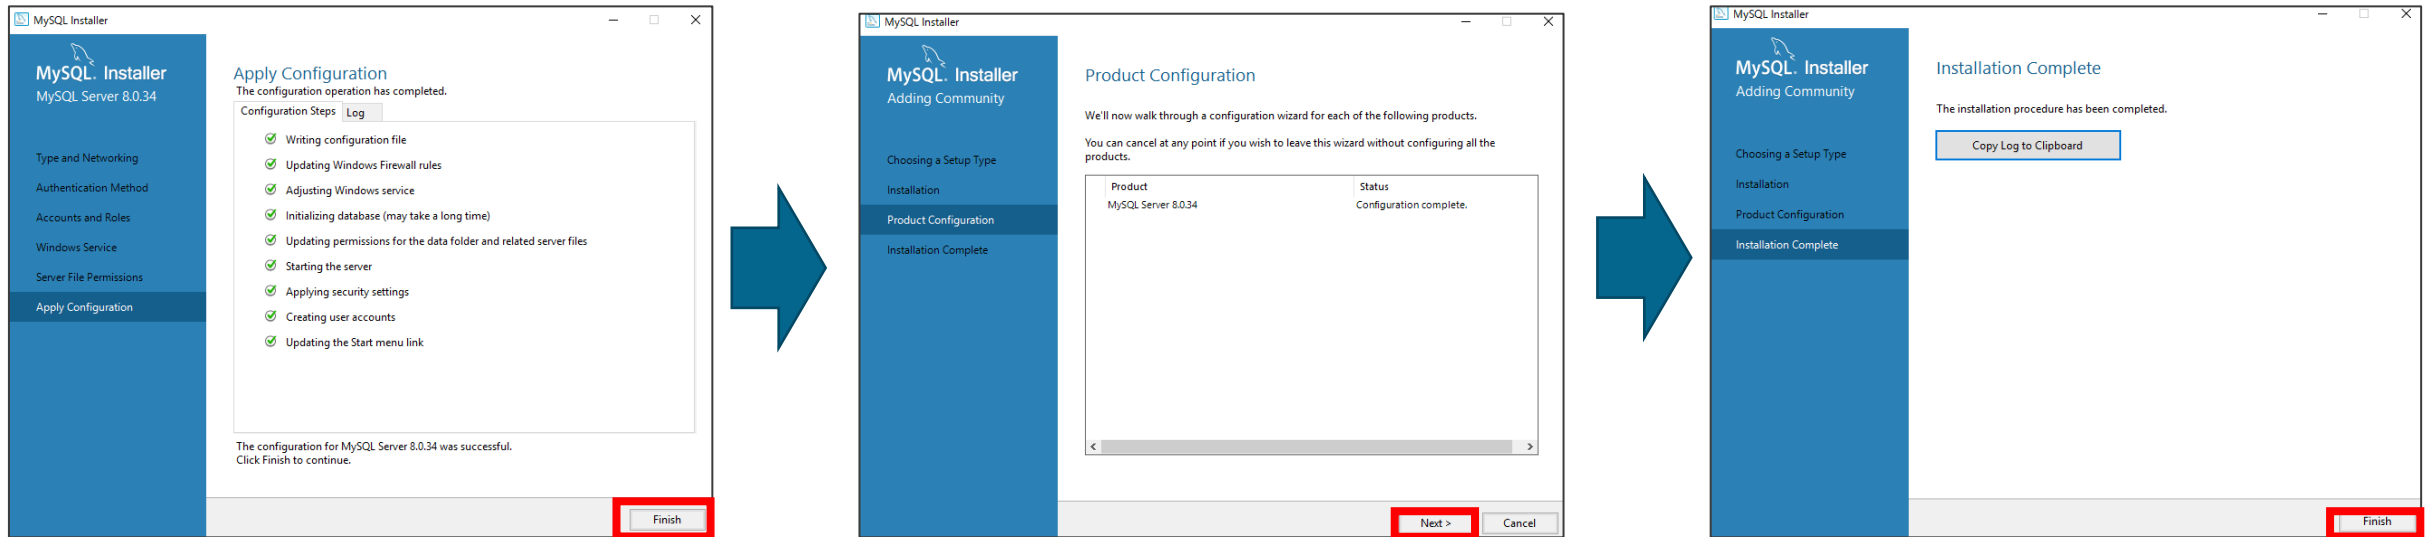 MySQL Installer
MySQL. Installer
MySQL Server 8.0.34
Type and Networking
Authentication Method
Accounts and Roles
Windows Service
Server File Permissions
Apply Configuration
Apply Configuration
The configuration operation has completed.
Configuration Steps
Log
Writing configuration file
Updating Windows Firewall rules
Adjusting Windows service
Initializing database (may take a long time)
Updating permissions for the data folder and related server files
Starting the server
Applying security settings
Creating user accounts
Updating the Start menu link
The configuration for MySQL Server 8.0.34 was successful.
Click Finish to continue.
Finish
MySQL Installer
MySQL. Installer
Adding Community
Choosing a Setup Type
Installation
Product Configuration
Installation Complete
Product Configuration
We'll now walk through a configuration wizard for each of the following products.
You can cancel at any point if you wish to leave this wizard without configuring all the
products.
Product Status
MySQL Server 8.0.34 Configuration complete.
Next >
Cancel
MySQL Installer
MySQL. Installer
Adding Community
Choosing a Setup Type
Installation
Product Configuration
Installation Complete
Installation Complete
The installation procedure has been completed.
Copy Log to Clipboard
Finish